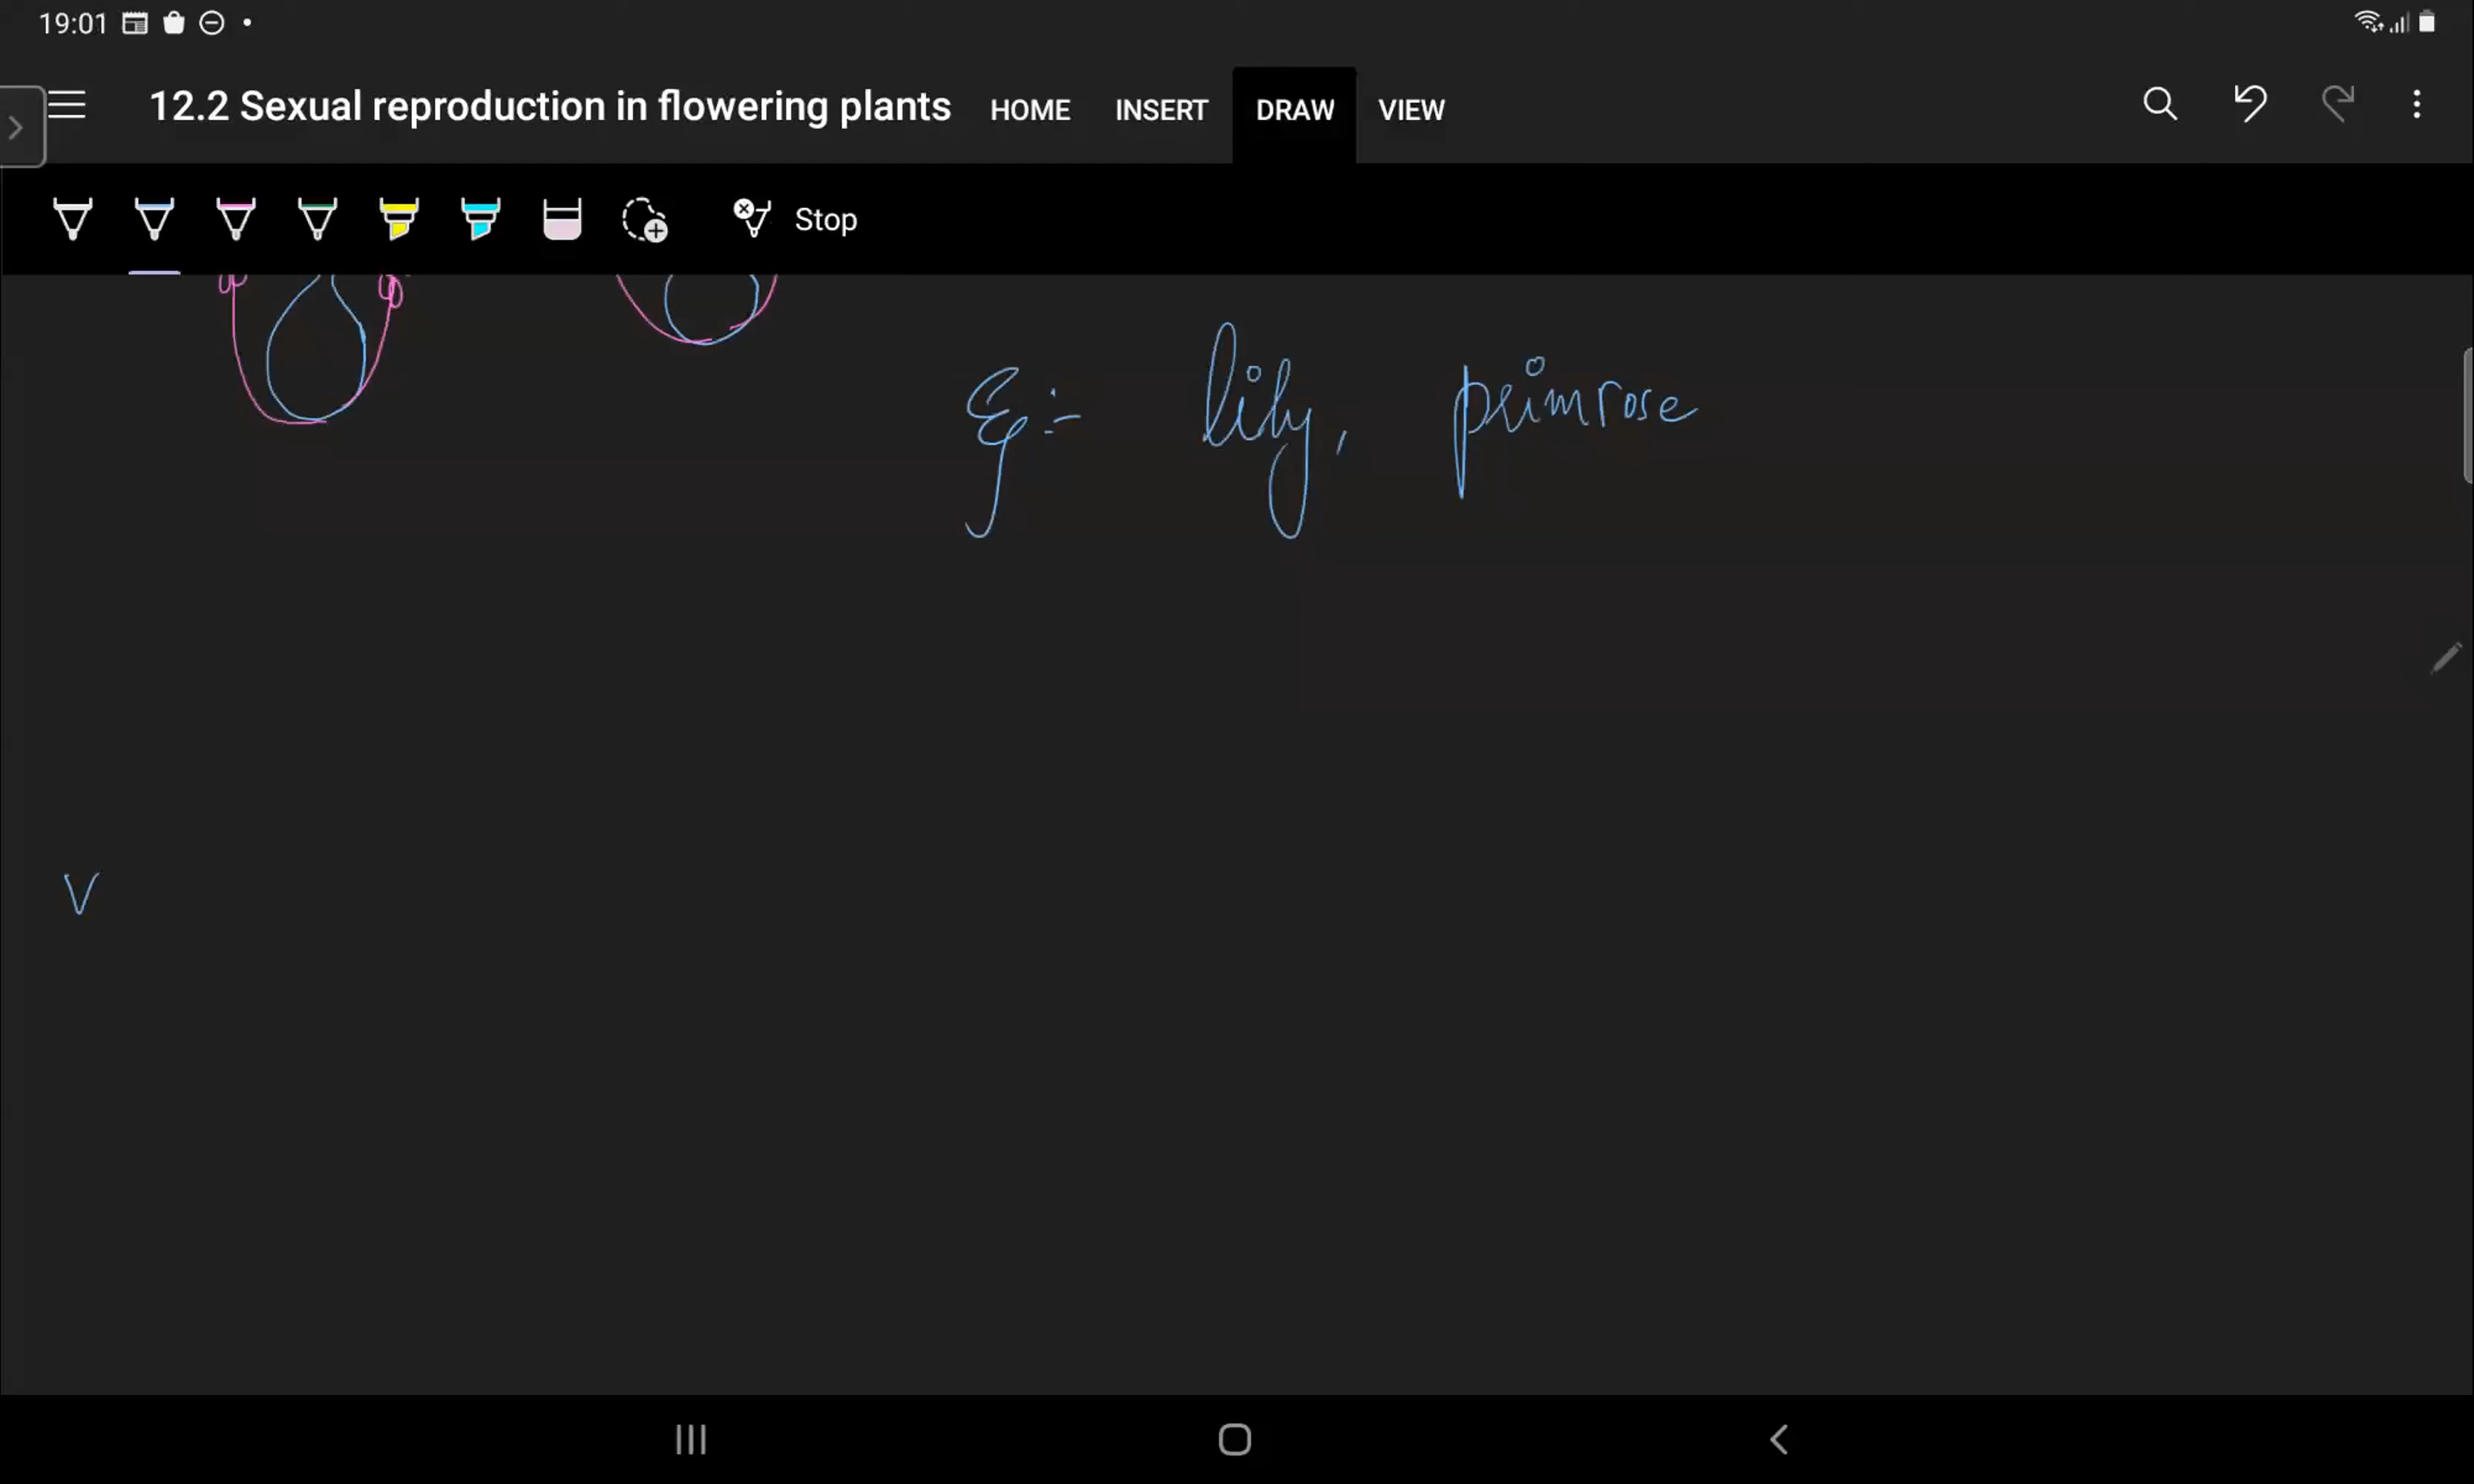 19:01
12.2 Sexual reproduction in flowering plants HOME INSERT DRAW VIEW
Stop
Eg:- lily, primrose
V